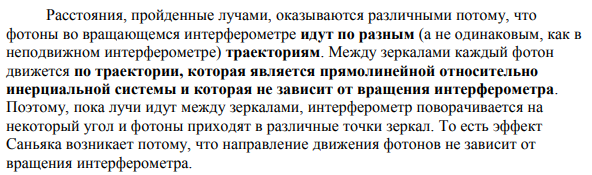 Расстояния, пройденные лучами, оказываются различными потому, что
фотоны во вращающемся интерферометре идут по разным (а не одинаковым, как в
неподвижном интерферометре) траекториям. Между зеркалами каждый фотон
движется по траектории, которая является прямолинейной относительно
инерциальной системы и которая не зависит от вращения интерферометра.
Поэтому, пока лучи идут между зеркалами, интерферометр поворачивается на
некоторый угол и фотоны приходят в различные точки зеркал. То есть эффект
Саньяка возникает потому, что направление движения фотонов не зависит от
вращения интерферометра.